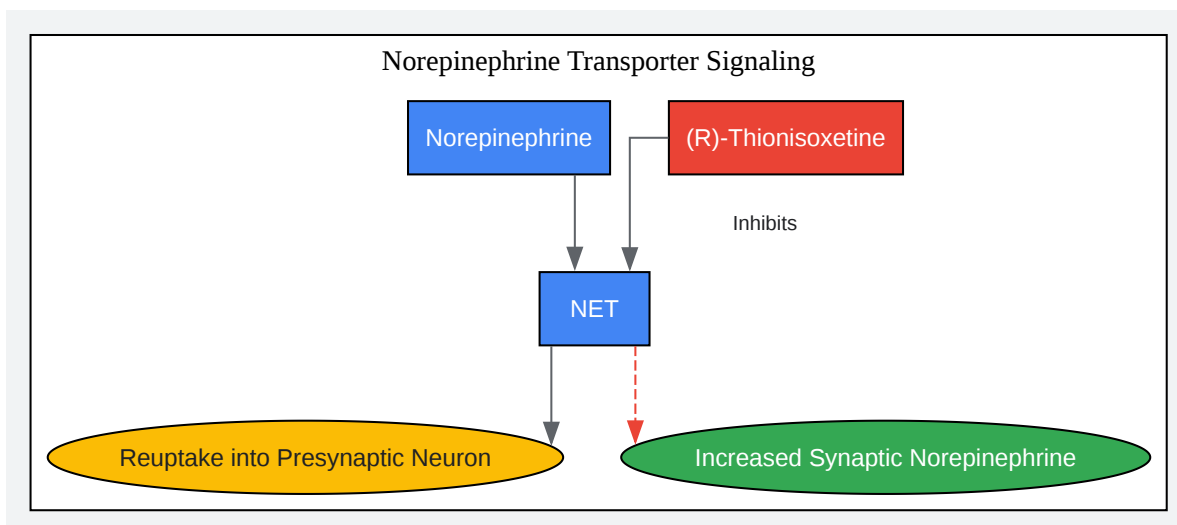 Norepinephrine Transporter Signaling
Norepinephrine
(R)-Thionisoxetine
Inhibits
NET
Reuptake into Presynaptic Neuron
Increased Synaptic Norepinephrine